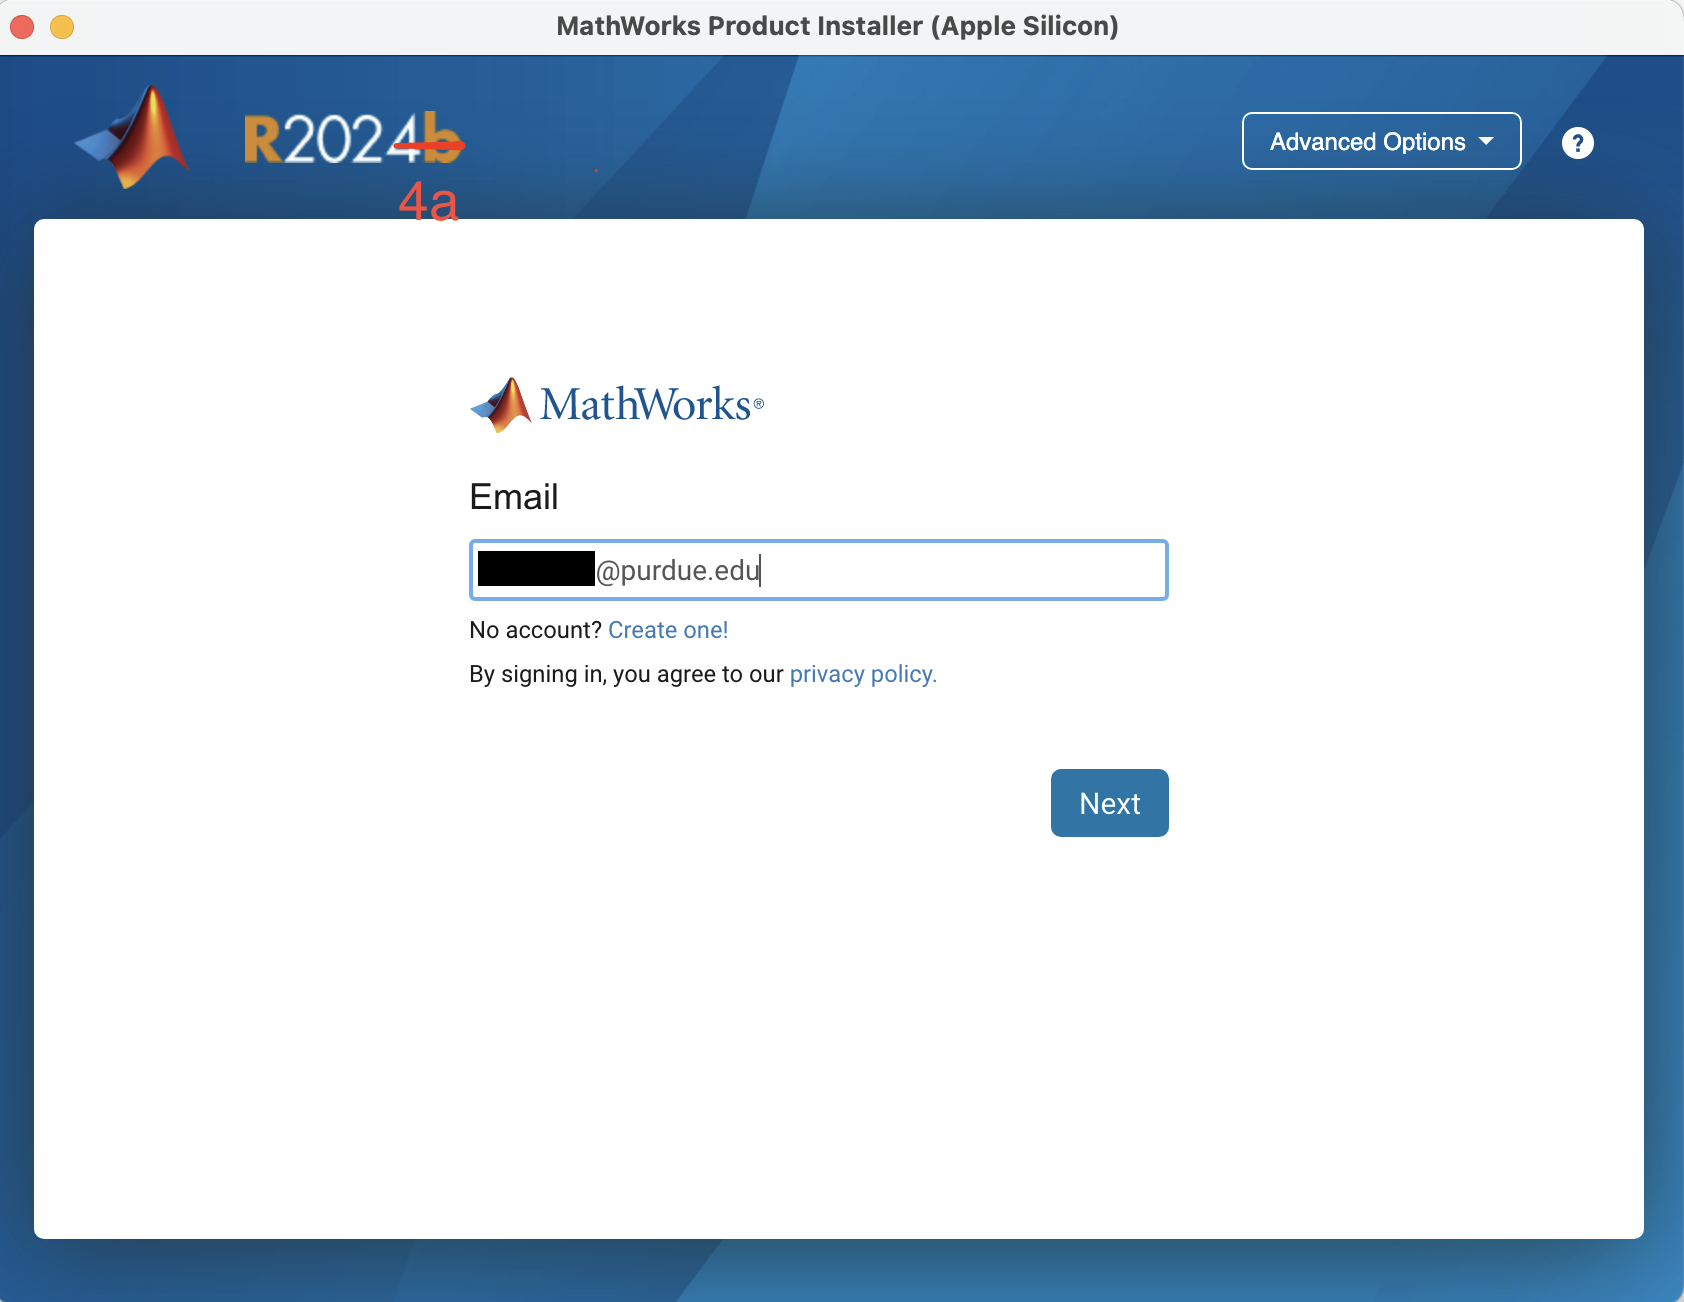 MathWorks Product Installer (Apple Silicon)
R2024b
4a
Advanced Options
?
MathWorks®
Email
@purdue.edu
No account? Create one!
By signing in, you agree to our privacy policy.
Next